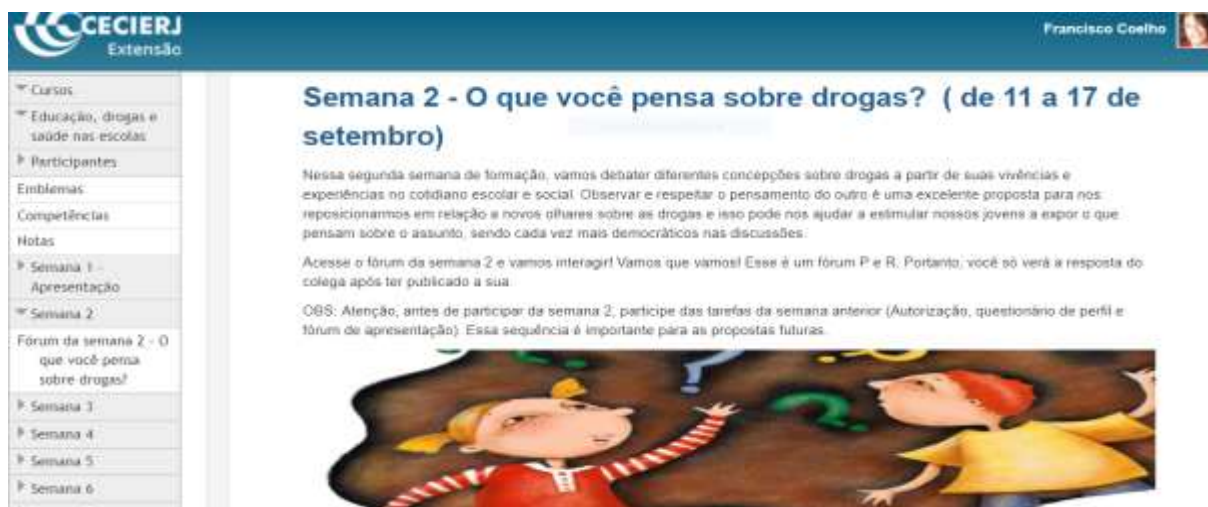 CECIERJ
Extensão
Francisco Coelho
Cursos
Educação, drogas e
saúde nas escolas
Participantes
Emblemas
Competências
Notas
Semana 1 -
Apresentação
Semana 2
Fórum da semana 2 - O
que você pensa
sobre drogas?
Semana 3
Semana 4
Semana 5
Semana 6
Semana 2 - O que você pensa sobre drogas? ( de 11 a 17 de
setembro)
Nessa segunda semana de formação, vamos debater diferentes concepções sobre drogas a partir de suas vivências e
experiências no cotidiano escolar e social. Observar e respeitar o pensamento do outro é uma excelente proposta para nos
reposicionarmos em relação a novos olhares sobre as drogas e isso pode nos ajudar a estimular nossos jovens a expor o que
pensam sobre o assunto, sendo cada vez mais democráticos nas discussões.
Acesse o fórum da semana 2 e vamos interagir! Vamos que vamos! Esse é um fórum P e R. Portanto, você só verá a resposta do
colega após ter publicado a sua.
OBS: Atenção, antes de participar da semana 2, participe das tarefas da semana anterior (Autorização, questionário de perfil e
fórum de apresentação). Essa sequência é importante para as propostas futuras.